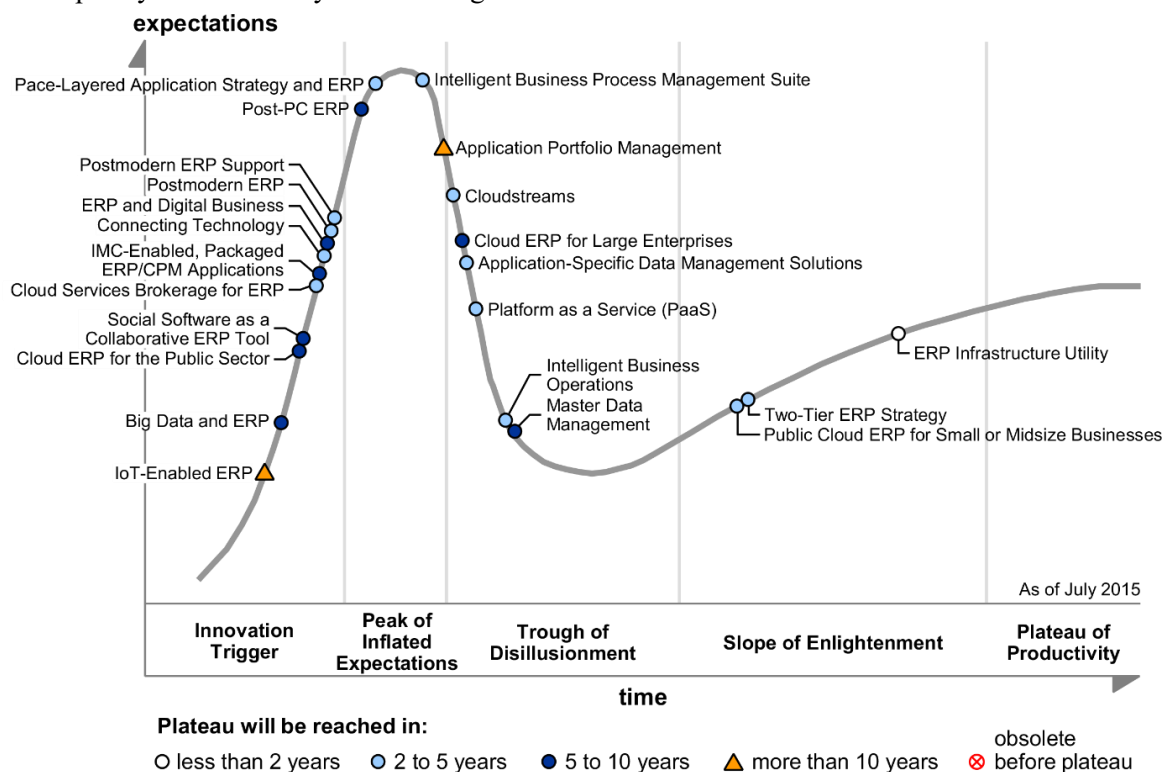 expectations
Pace-Layered Application Strategy and ERP
Intelligent Business Process Management Suite
Post-PC ERP
Application Portfolio Management
Postmodern ERP Support
Postmodern ERP
Cloudstreams
ERP and Digital Business
Connecting Technology
Cloud ERP for Large Enterprises
IMC-Enabled, Packaged
ERP/CPM Applications
Application-Specific Data Management Solutions
Cloud Services Brokerage for ERP
Platform as a Service (PaaS)
Social Software as a
Collaborative ERP Tool
Cloud ERP for the Public Sector
ERP Infrastructure Utility
Intelligent Business
Operations
Master Data
Management
Big Data and ERP
Two-Tier ERP Strategy
Public Cloud ERP for Small or Midsize Businesses
IoT-Enabled ERP
As of July 2015
Innovation
Trigger
Peak of
Inflated
Expectations
Trough of
Disillusionment
Slope of Enlightenment
Plateau of
Productivity
time
Plateau will be reached in:
less than 2 years
2 to 5 years
5 to 10 years
more than 10 years
obsolete
before plateau